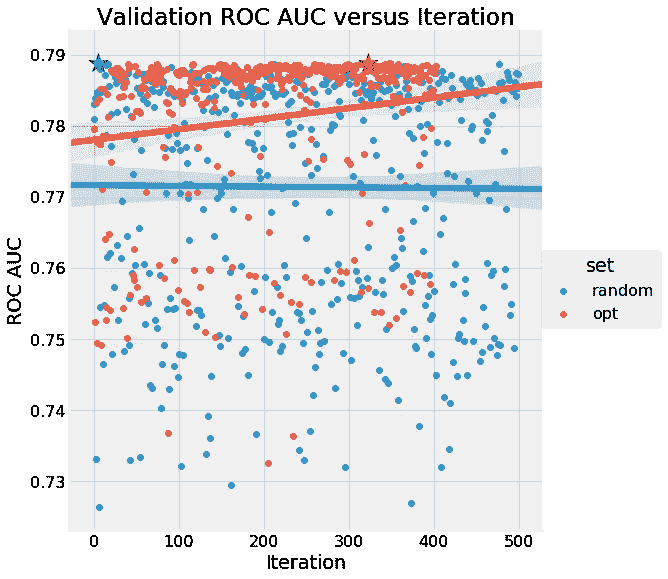 Validation ROC AUC versus Iteration
0.79
0.78
0.77
0.76
0.75
0.74
0.73
ROC AUC
0 100 200 300 400 500
Iteration
set
random
opt